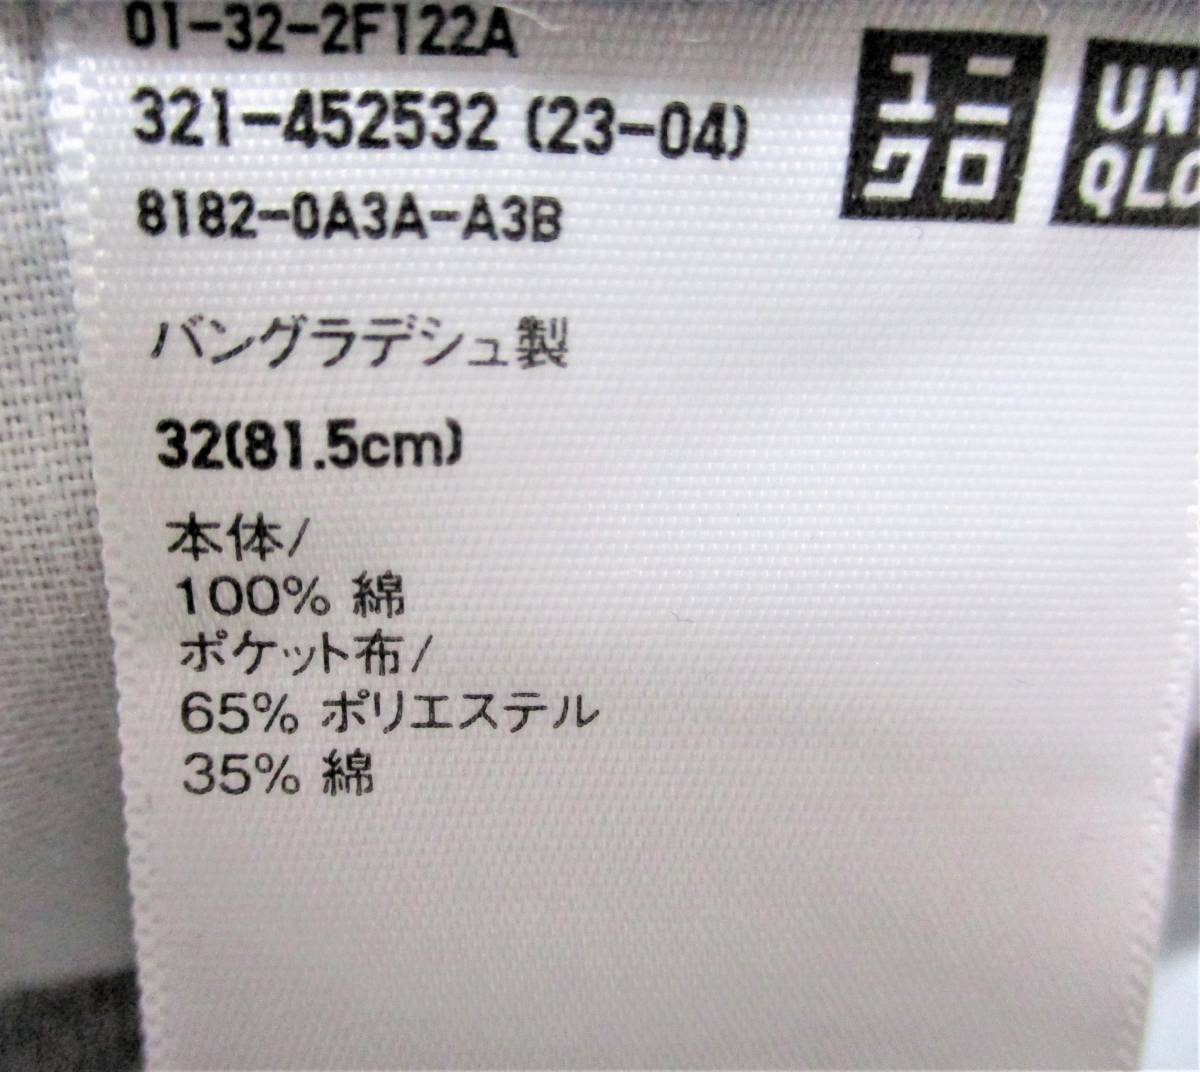 01-32-2F122A
321-452532 (23-04)
8182-0A3A-A3B
ユニ
クロ
UN
QLO
バングラデシュ製
32(81.5cm)
本体/
100% 綿
ポケット布/
65% ポリエステル
35% 綿